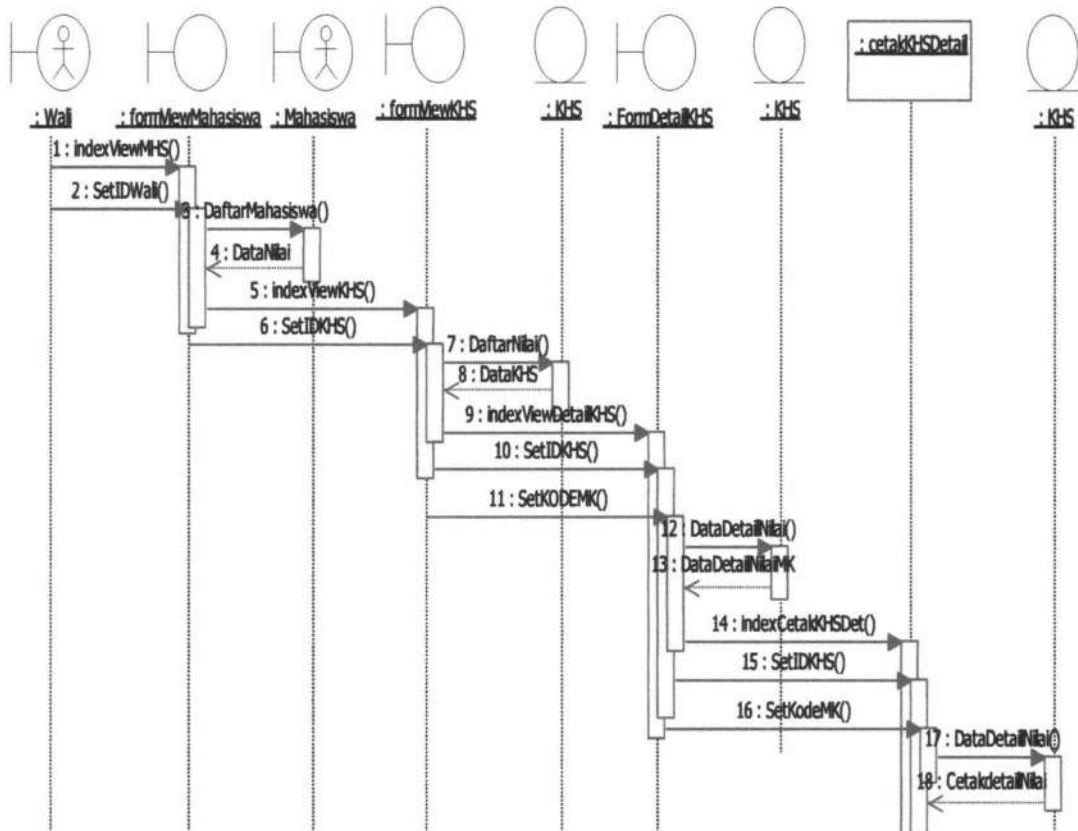 : Wali
: formViewMahasiswa
: Mahasiswa
: formViewKHS
: KHS
: FormDetailKHS
: KHS
: cetakKHSDetail
: KHS
1 : indexViewMHS()
2 : SetIDWali()
3 : DaftarMahasiswa()
4 : DataNilai
5 : indexViewKHS()
6 : SetIDKHS()
7 : DaftarNilai()
8 : DataKHS
9 : indexViewDetailKHS()
10 : SetIDKHS()
11 : SetKODEMK()
12 : DataDetailNilai()
13 : DataDetailNilaiMK
14 : indexCetakKHSDet()
15 : SetIDKHS()
16 : SetKodeMK()
17 : DataDetailNilai()
18 : CetakdetailNilai